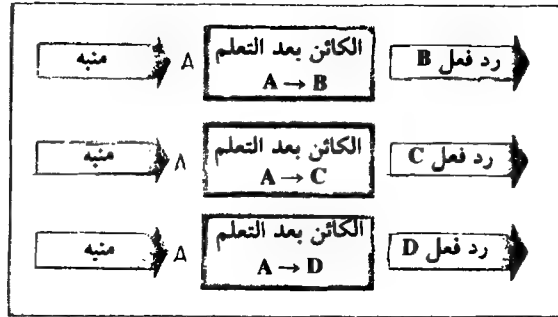 منبه A الكائن بعد التعلم رد فعل B
A → B
منبه A الكائن بعد التعلم رد فعل C
A → C
منبه A الكائن بعد التعلم رد فعل D
A → D